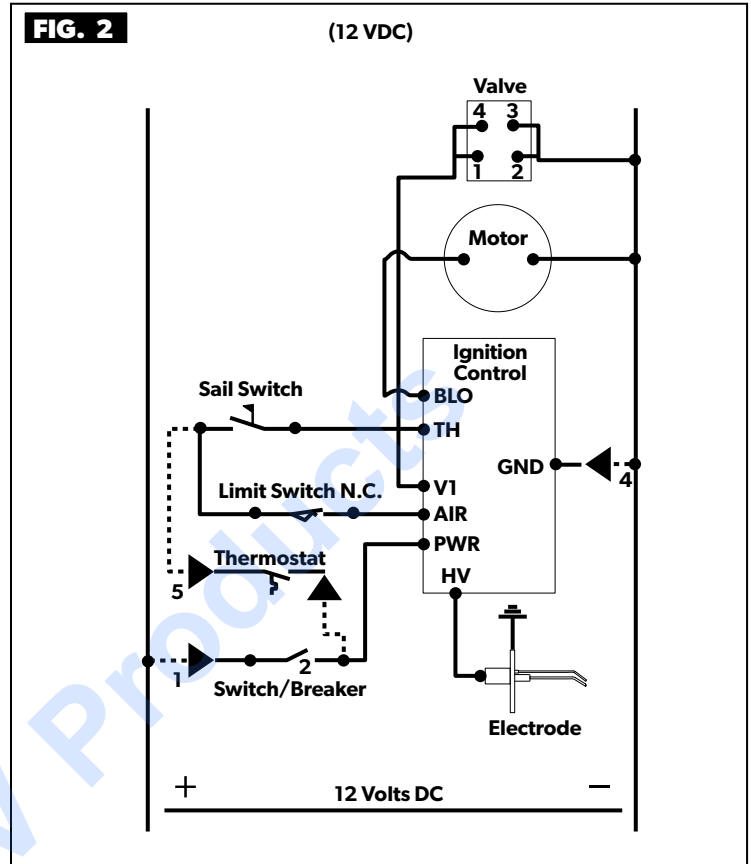 FIG. 2
(12 VDC)
Valve
4 3
1 2
Motor
Ignition
Control
BLO
Sail Switch
TH
GND
4
V1
Limit Switch N.C.
AIR
PWR
Thermostat
HV
5
1
2
Switch/Breaker
Electrode
+ −
12 Volts DC
V Products